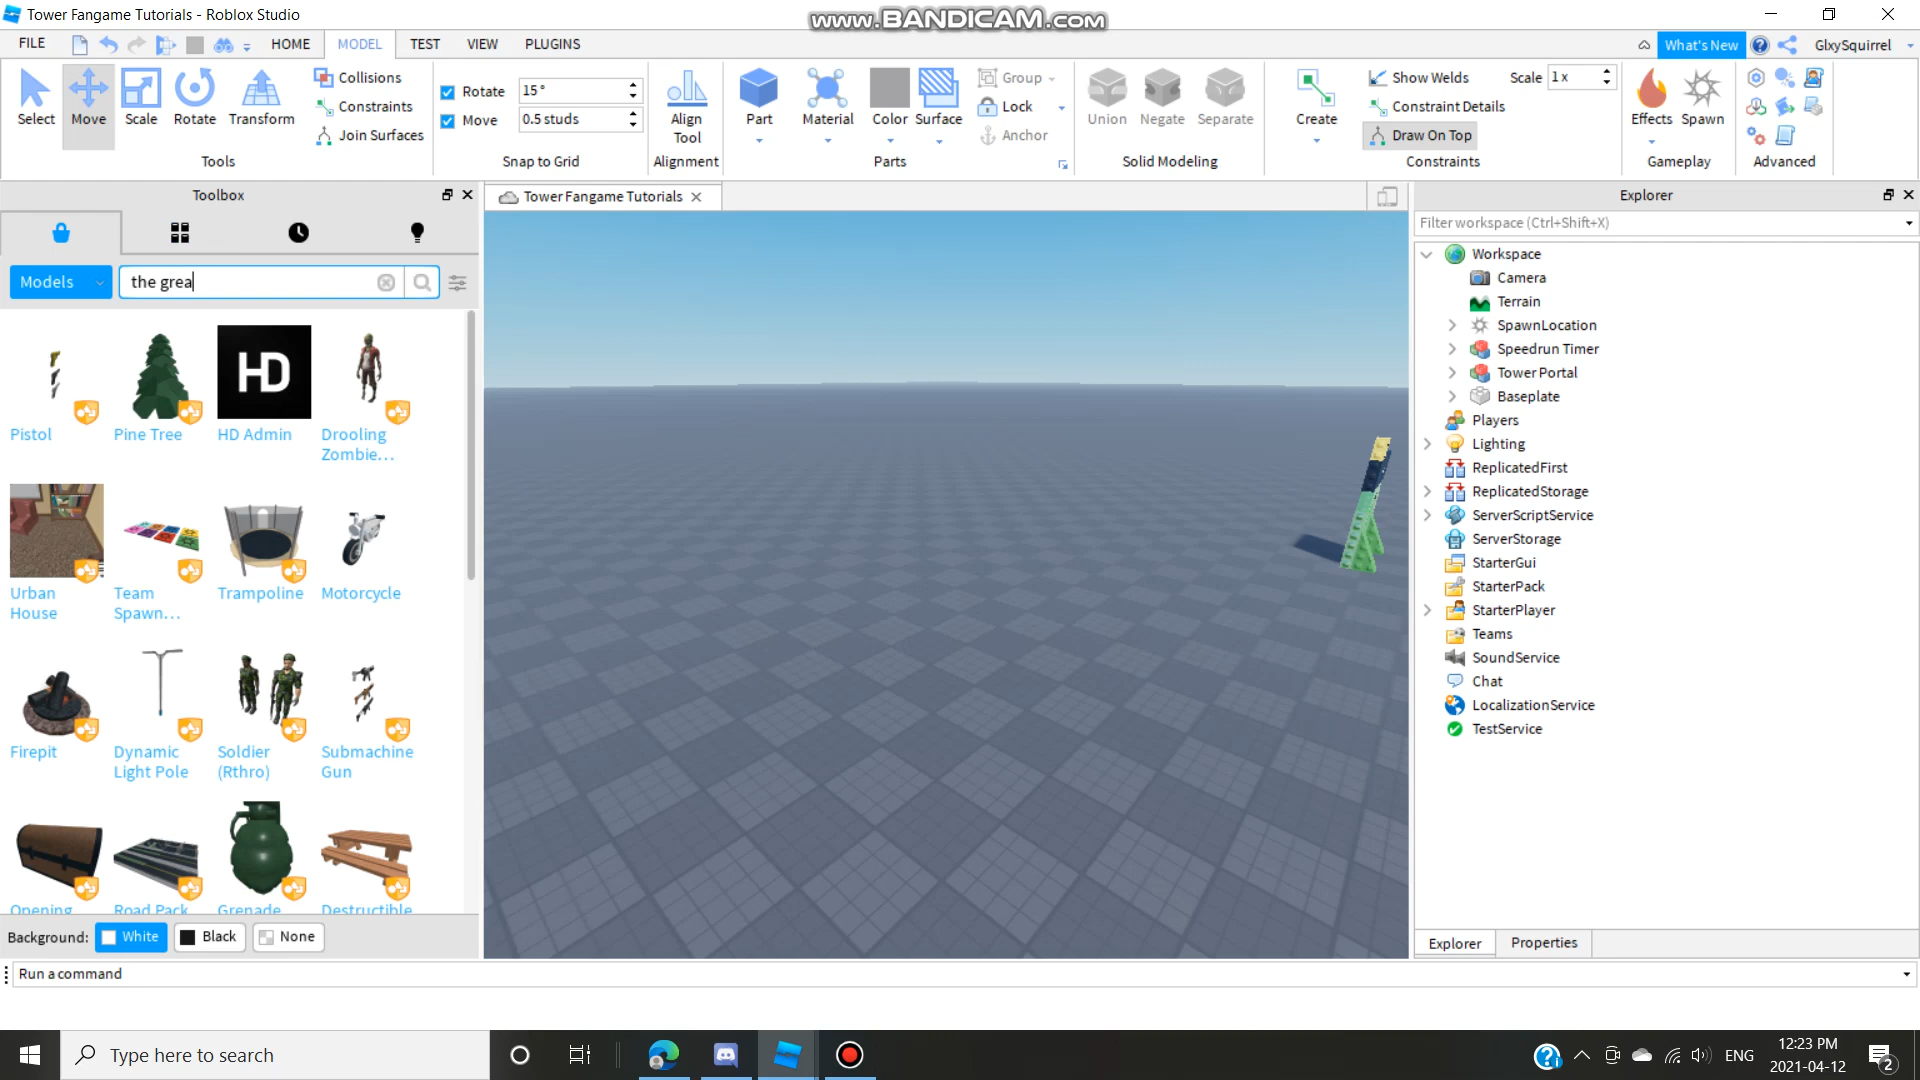 Tower Fangame Tutorials - Roblox Studio
www.BANDICAM.com
FILE
HOME
MODEL
TEST
VIEW
PLUGINS
What's New
GlxySquirrel
Select
Move
Scale
Rotate
Transform
Collisions
Constraints
Join Surfaces
Tools
Rotate
15 °
Move
0.5 studs
Snap to Grid
Align
Tool
Alignment
Part
Material
Color
Surface
Group
Lock
Anchor
Parts
Union
Negate
Separate
Solid Modeling
Create
Show Welds
Scale
1 x
Constraint Details
Draw On Top
Constraints
Effects
Spawn
Gameplay
Advanced
Toolbox
Models
the grea
Pistol
Pine Tree
HD
HD Admin
Drooling
Zombie...
Urban
House
Team
Spawn...
Trampoline
Motorcycle
Firepit
Dynamic
Light Pole
Soldier
(Rthro)
Submachine
Gun
Opening
Road Pack
Grenade
Destructible
Background:
White
Black
None
Tower Fangame Tutorials
Explorer
Filter workspace (Ctrl+Shift+X)
Workspace
Camera
Terrain
SpawnLocation
Speedrun Timer
Tower Portal
Baseplate
Players
Lighting
ReplicatedFirst
ReplicatedStorage
ServerScriptService
ServerStorage
StarterGui
StarterPack
StarterPlayer
Teams
SoundService
Chat
LocalizationService
TestService
Explorer
Properties
Run a command
Type here to search
ENG
12:23 PM
2021-04-12
2